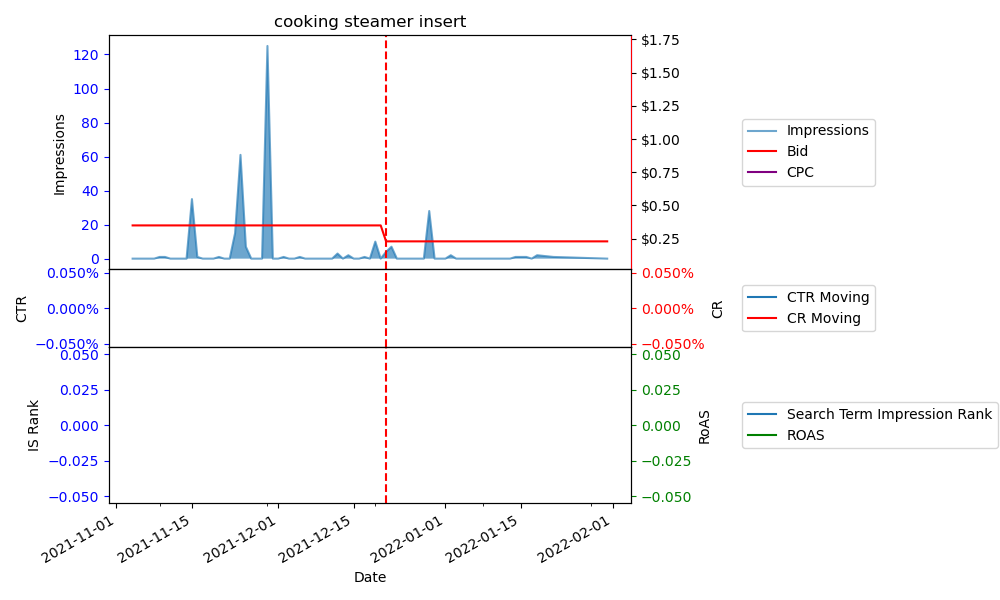 cooking steamer insert
Impressions
120
100
80
60
40
20
0
$1.75
$1.50
$1.25
$1.00
$0.75
$0.50
$0.25
Impressions
Bid
CPC
CTR
0.050%
0.000%
−0.050%
0.050%
0.000%
−0.050%
CR
CTR Moving
CR Moving
IS Rank
0.050
0.025
0.000
−0.025
−0.050
0.050
0.025
0.000
−0.025
−0.050
RoAS
Search Term Impression Rank
ROAS
2021-11-01
2021-11-15
2021-12-01
2021-12-15
2022-01-01
2022-01-15
2022-02-01
Date